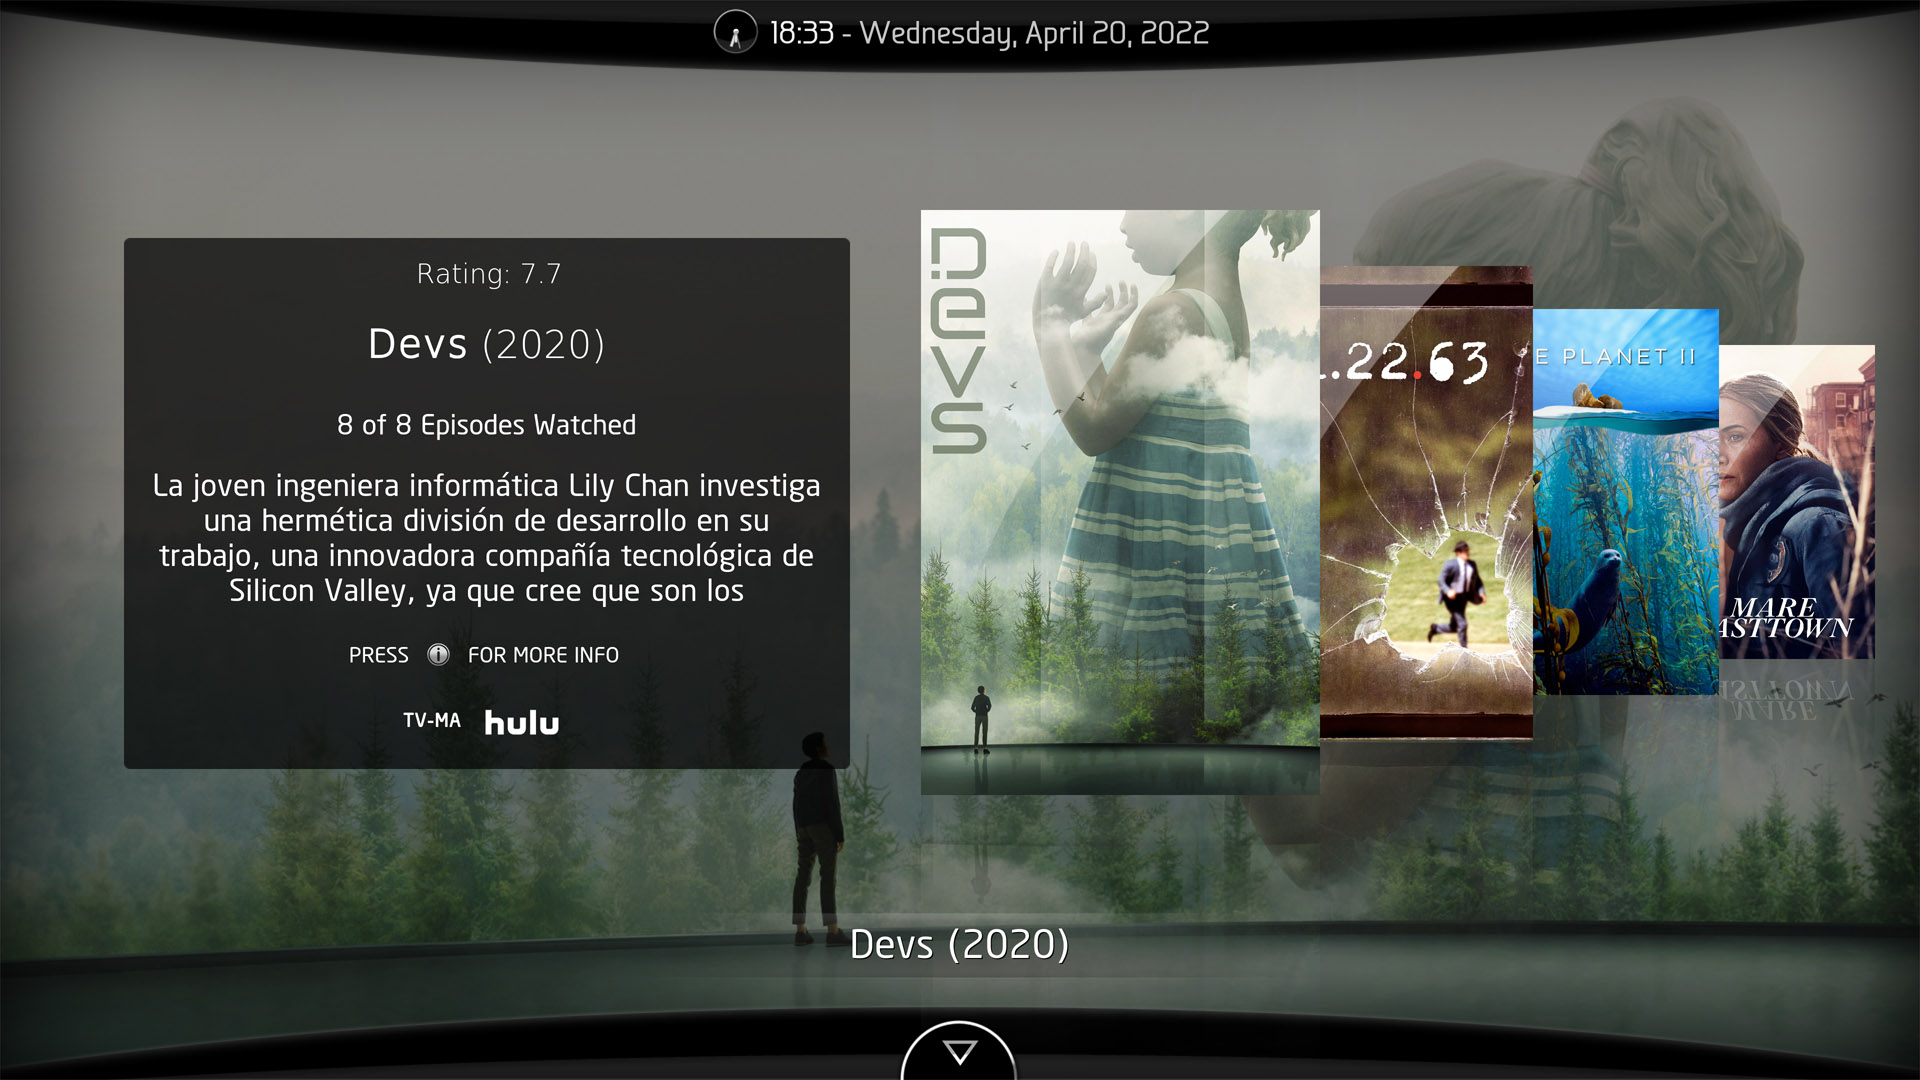 18:33 - Wednesday, April 20, 2022
Rating: 7.7
Devs (2020)
8 of 8 Episodes Watched
La joven ingeniera informática Lily Chan investiga
una hermética división de desarrollo en su
trabajo, una innovadora compañía tecnológica de
Silicon Valley, ya que cree que son los
PRESS i FOR MORE INFO
TV-MA hulu
DEVS
.22.63
E PLANET II
MARE
ASTTOWN
Devs (2020)